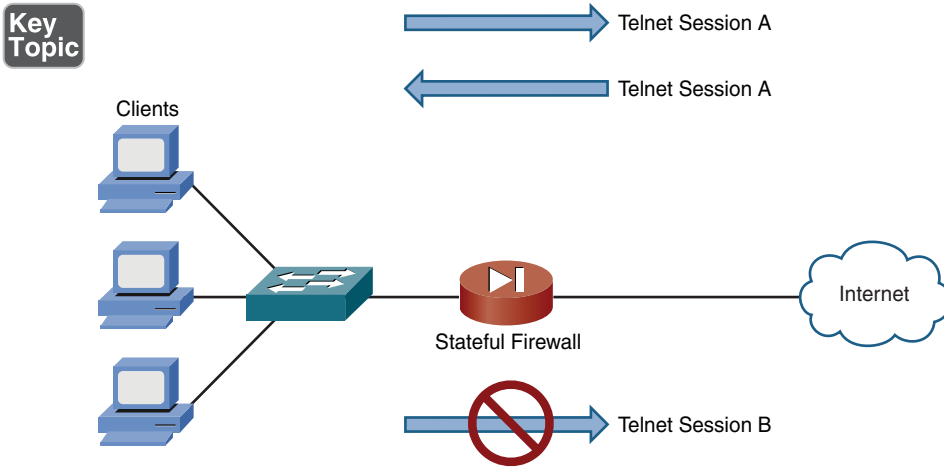 Key
Topic
Telnet Session A
Telnet Session A
Clients
Internet
Stateful Firewall
Telnet Session B